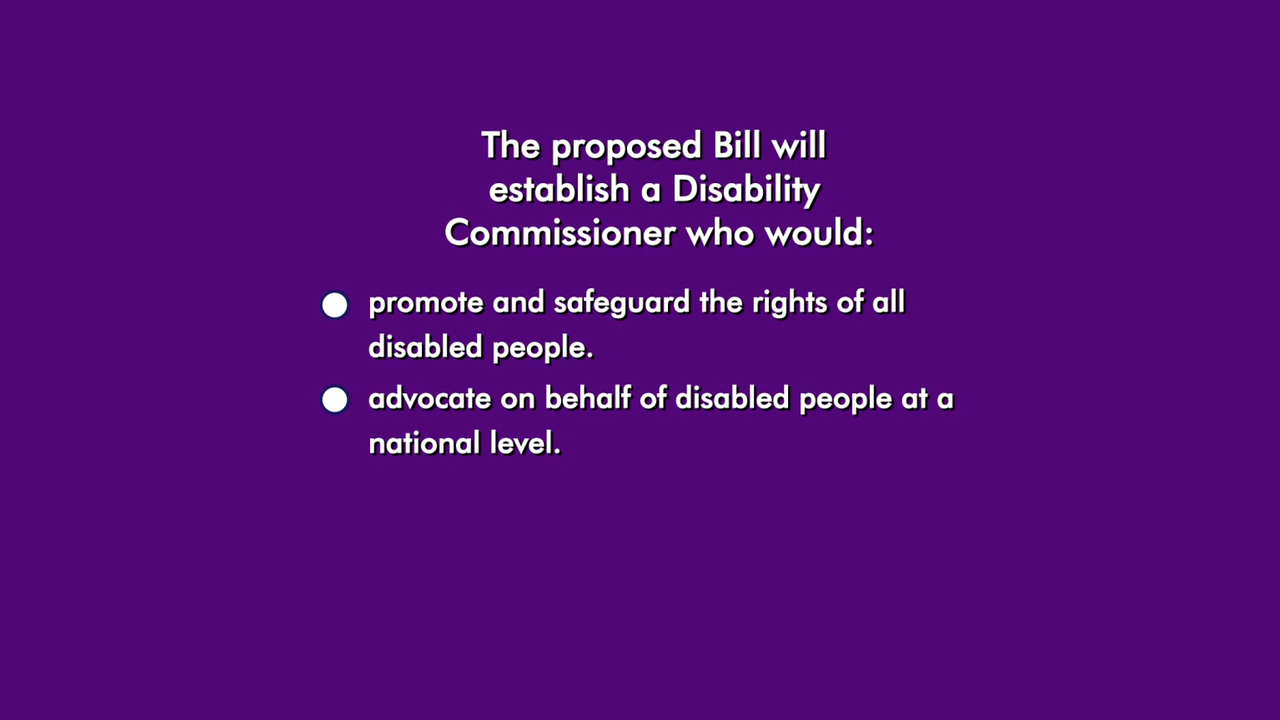 The proposed Bill will
establish a Disability
Commissioner who would:
promote and safeguard the rights of all
disabled people.
advocate on behalf of disabled people at a
national level.